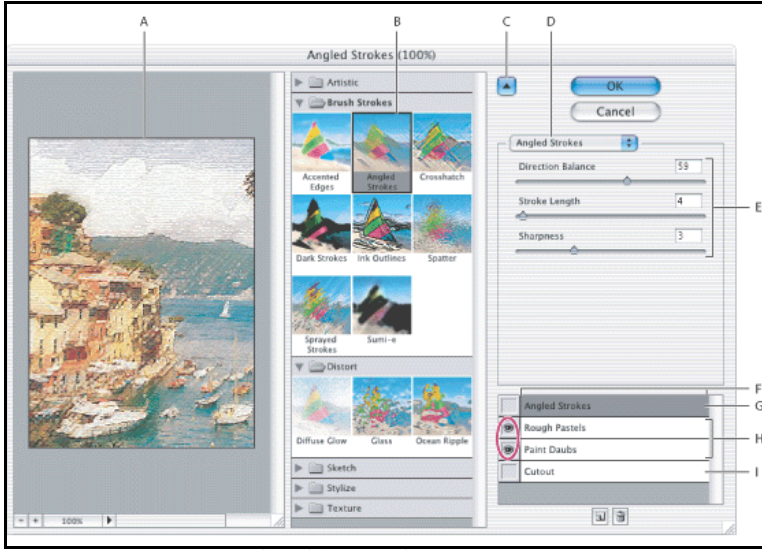 A B C D
Angled Strokes (100%)
Artistic
Brush Strokes
Accented Edges
Angled Strokes
Crosshatch
Dark Strokes
Ink Outlines
Spatter
Sprayed Strokes
Sumi-e
Distort
Diffuse Glow
Glass
Ocean Ripple
Sketch
Stylize
Texture
- + 100%
OK
Cancel
Angled Strokes
Direction Balance 59
Stroke Length 4
Sharpness 3
E
F
Angled Strokes G
Rough Pastels
H
Paint Daubs
Cutout I